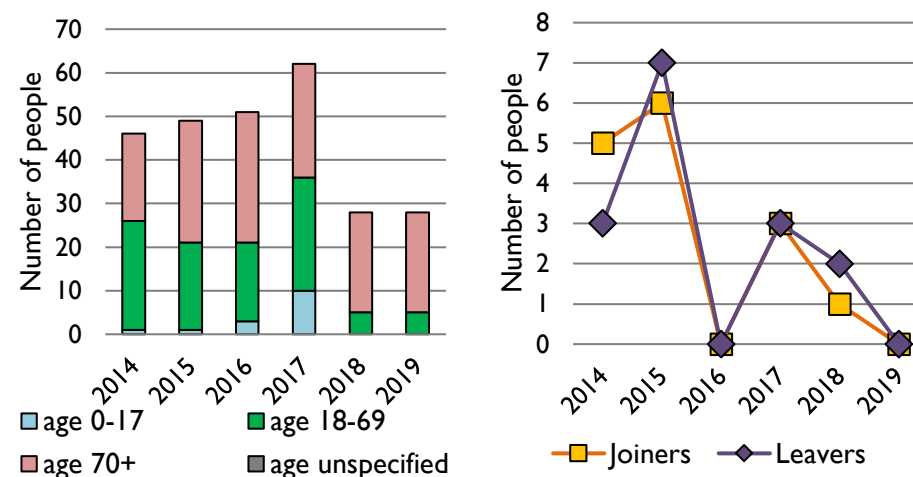 70
60
50
40
30
20
10
0
Number of people
2014 2015 2016 2017 2018 2019
age 0-17 age 18-69
age 70+ age unspecified
8
7
6
5
4
3
2
1
0
Number of people
2014 2015 2016 2017 2018 2019
Joiners Leavers